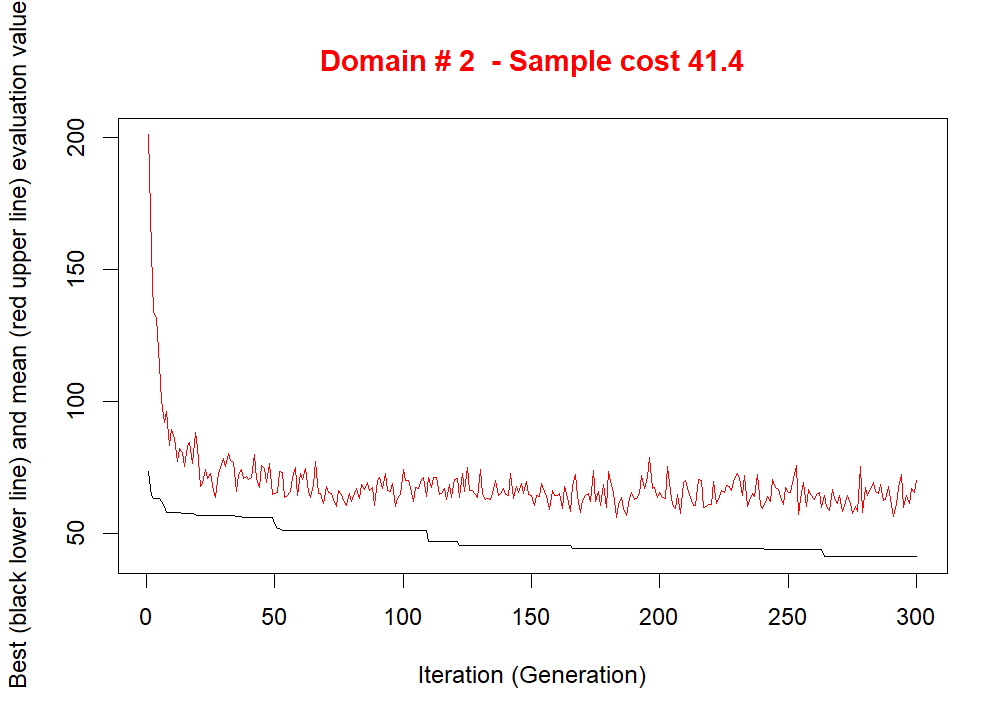 Domain # 2  - Sample cost 41.4
Best (black lower line) and mean (red upper line) evaluation value
200
150
100
50
0 50 100 150 200 250 300
Iteration (Generation)